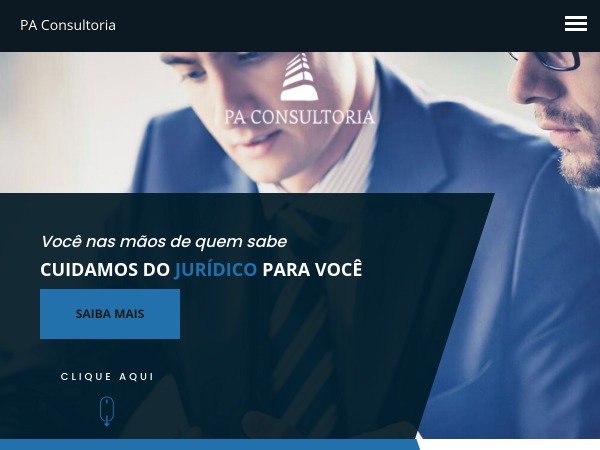 PA Consultoria
PA CONSULTORIA
Você nas mãos de quem sabe
CUIDAMOS DO JURÍDICO PARA VOCÊ
SAIBA MAIS
CLIQUE AQUI